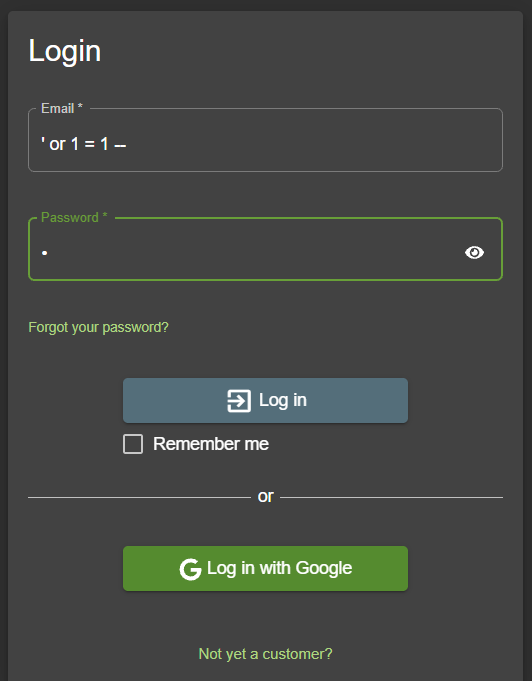 Login
Email *
' or 1 = 1 --
Password *
•
Forgot your password?
Log in
Remember me
or
G Log in with Google
Not yet a customer?